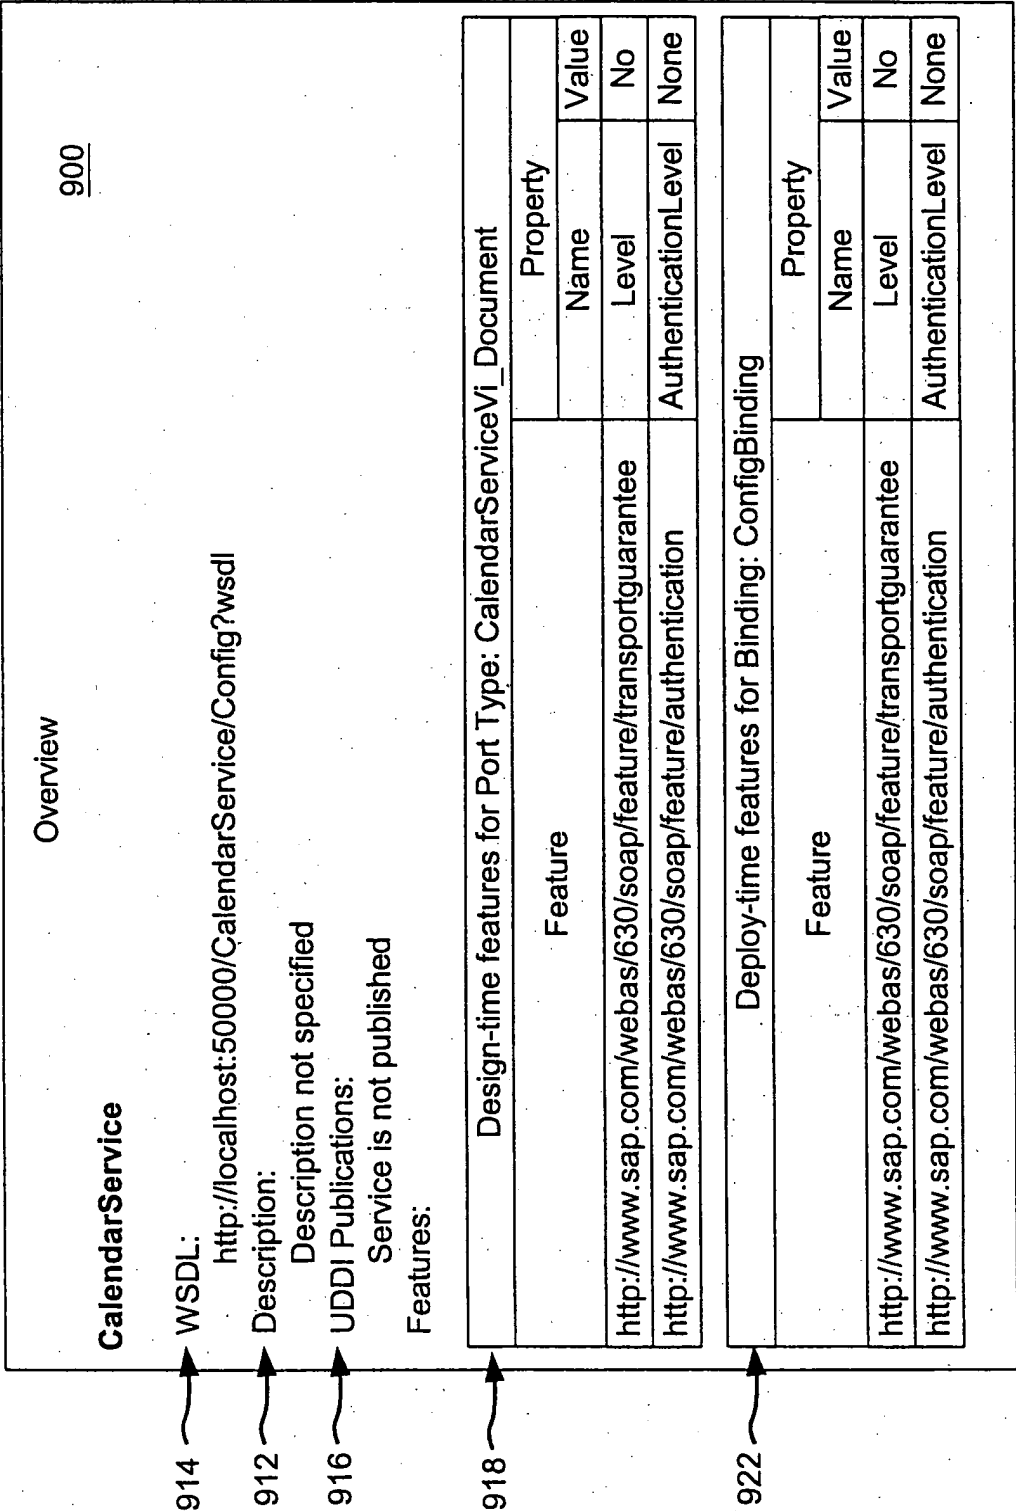 Overview
900
CalendarService
914 WSDL:
http://localhost:50000/CalendarService/Config?wsdl
912 Description:
Description not specified
916 UDDI Publications:
Service is not published
Features:
918 Design-time features for Port Type: CalendarServiceVi_Document
Feature Property
Name Value
http://www.sap.com/webas/630/soap/feature/transportguarantee Level No
http://www.sap.com/webas/630/soap/feature/authentication AuthenticationLevel None
922 Deploy-time features for Binding: ConfigBinding
Feature Property
Name Value
http://www.sap.com/webas/630/soap/feature/transportguarantee Level No
http://www.sap.com/webas/630/soap/feature/authentication AuthenticationLevel None